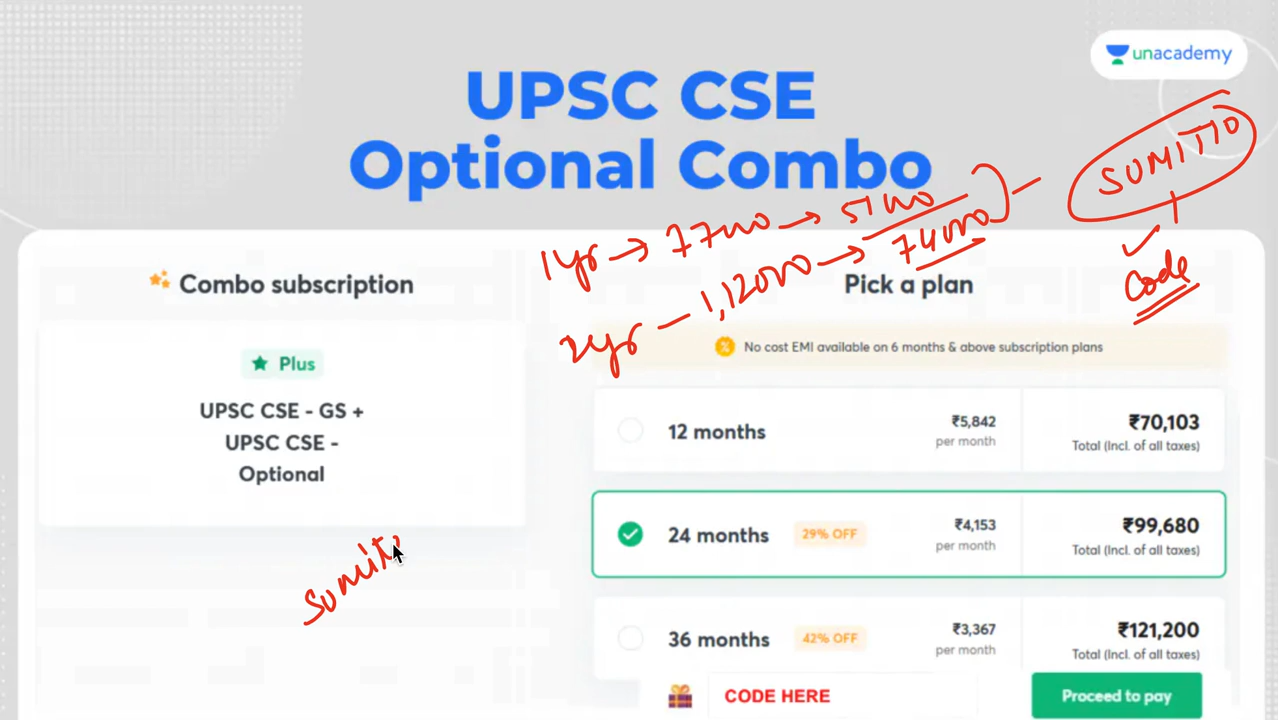 unacademy
UPSC CSE
Optional Combo
SUMIT10
code
1yr → 77000 → 51000
2yr – 1,12000 → 74000
Combo subscription
Plus
UPSC CSE - GS +
UPSC CSE -
Optional
Sumit
Pick a plan
No cost EMI available on 6 months & above subscription plans
12 months ₹5,842 per month ₹70,103 Total (Incl. of all taxes)
24 months 29% OFF ₹4,153 per month ₹99,680 Total (Incl. of all taxes)
36 months 42% OFF ₹3,367 per month ₹121,200 Total (Incl. of all taxes)
CODE HERE
Proceed to pay